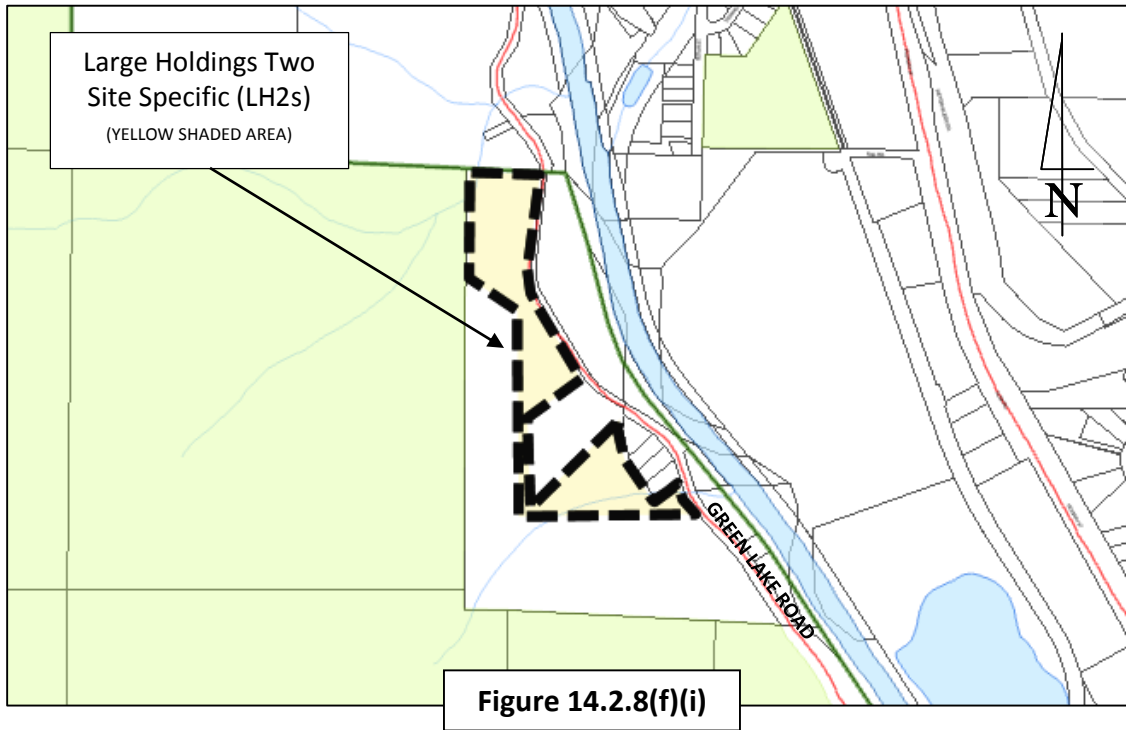 Large Holdings Two
Site Specific (LH2s)
(YELLOW SHADED AREA)
N
GREEN LAKE ROAD
Figure 14.2.8(f)(i)